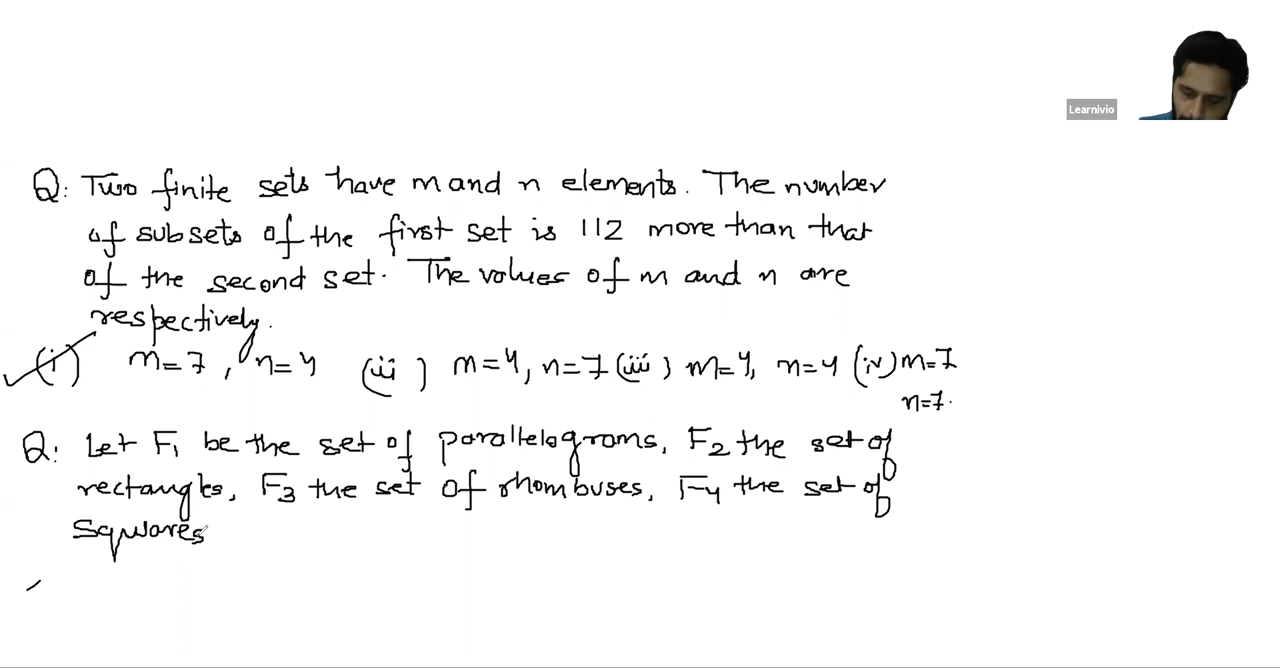 Learnivio
Q: Two finite sets have m and n elements. The number
of subsets of the first set is 112 more than that
of the second set. The values of m and n are
respectively.
(i) m=7, n=4 (ii) m=4, n=7 (iii) m=4, n=4 (iv) m=7
n=7.
Q: Let F1 be the set of parallelograms, F2 the set of
rectangles, F3 the set of rhombuses, F4 the set of
Squares